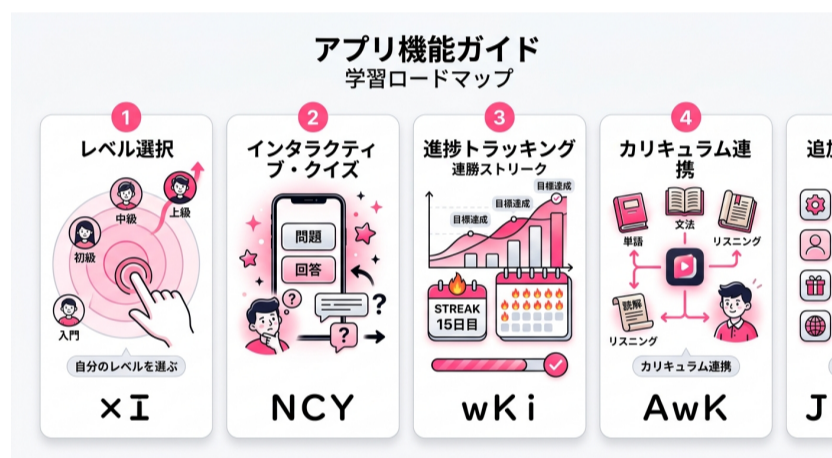 アプリ機能ガイド
学習ロードマップ
1
レベル選択
上級
中級
初級
入門
自分のレベルを選ぶ
×I
2
インタラクティ
ブ・クイズ
問題
回答
?
?
?
NCY
3
進捗トラッキング
連勝ストリーク
目標達成
目標達成
目標達成
STREAK
15日目
wKi
4
カリキュラム連
携
単語
文法
リスニング
読解
リスニング
カリキュラム連携
AwK
追加
J